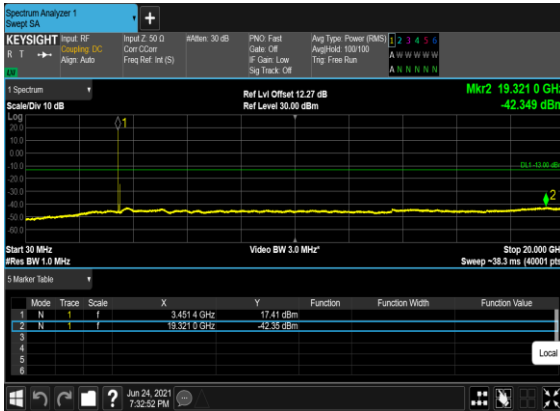 Spectrum Analyzer 1
Swept SA
KEYSIGHT
R T
Input: RF
Coupling: DC
Align: Auto
Input Z: 50 Ω
Corr CCorr
Freq Ref: Int (S)
#Atten: 30 dB
PNO: Fast
Gate: Off
IF Gain: Low
Sig Track: Off
Avg Type: Power (RMS)
Avg|Hold: 100/100
Trig: Free Run
1 2 3 4 5 6
A W W W W W
A N N N N N
1 Spectrum
Scale/Div 10 dB
Ref Lvl Offset 12.27 dB
Ref Level 30.00 dBm
Mkr2 19.321 0 GHz
-42.349 dBm
Log
20.0
10.0
0.00
-10.0
-20.0
-30.0
-40.0
-50.0
-60.0
1
DL1 -13.00 dBm
2
Start 30 MHz
#Res BW 1.0 MHz
Video BW 3.0 MHz*
Stop 20.000 GH
Sweep ~38.3 ms (40001 pts
5 Marker Table
Mode Trace Scale X Y Function Function Width Function Value
1 N 1 f 3.451 4 GHz 17.41 dBm
2 N 1 f 19.321 0 GHz -42.35 dBm
3
4
5
6
Local
?
Jun 24, 2021
7:32:52 PM